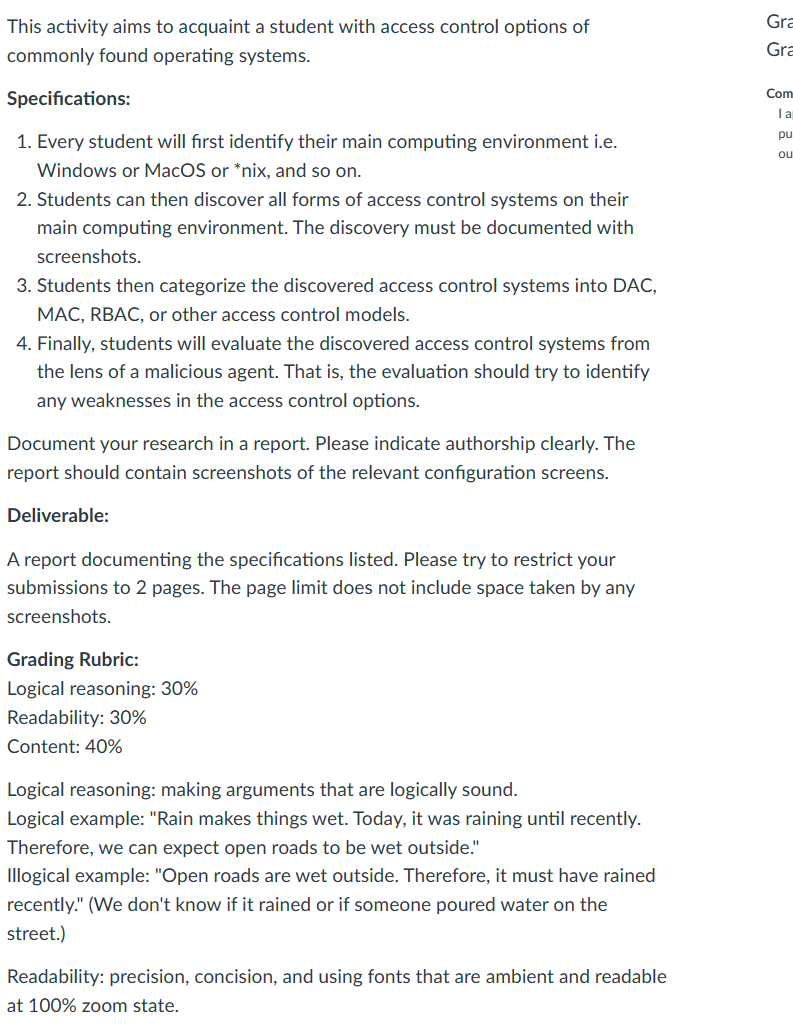 This activity aims to acquaint a student with access control options of
commonly found operating systems.
Specifications:
1. Every student will first identify their main computing environment i.e.
Windows or MacOS or *nix, and so on.
2. Students can then discover all forms of access control systems on their
main computing environment. The discovery must be documented with
screenshots.
3. Students then categorize the discovered access control systems into DAC,
MAC, RBAC, or other access control models.
4. Finally, students will evaluate the discovered access control systems from
the lens of a malicious agent. That is, the evaluation should try to identify
any weaknesses in the access control options.
Document your research in a report. Please indicate authorship clearly. The
report should contain screenshots of the relevant configuration screens.
Deliverable:
A report documenting the specifications listed. Please try to restrict your
submissions to 2 pages. The page limit does not include space taken by any
screenshots.
Grading Rubric:
Logical reasoning: 30%
Readability: 30%
Content: 40%
Logical reasoning: making arguments that are logically sound.
Logical example: "Rain makes things wet. Today, it was raining until recently.
Therefore, we can expect open roads to be wet outside."
Illogical example: "Open roads are wet outside. Therefore, it must have rained
recently." (We don't know if it rained or if someone poured water on the
street.)
Readability: precision, concision, and using fonts that are ambient and readable
at 100% zoom state.
Gra
Gra
Com
I a
pu
ou